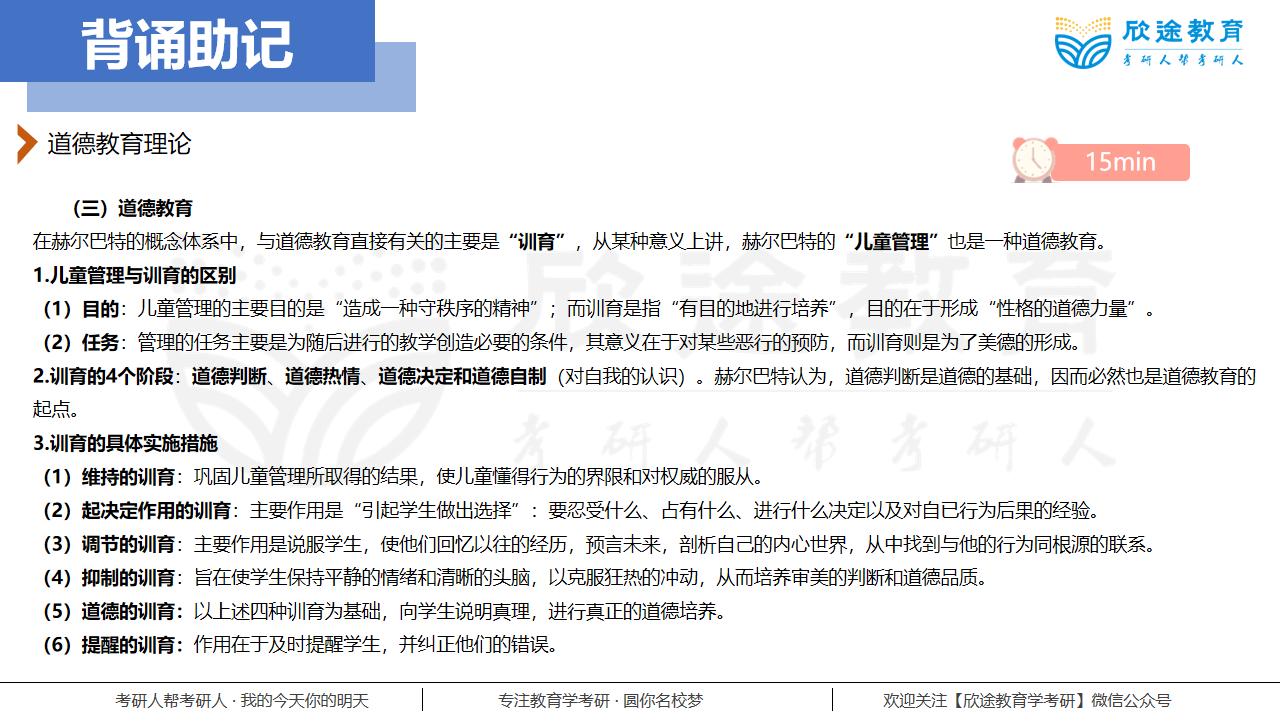 背诵助记
欣途教育
考研人帮考研人
道德教育理论
15min
（三）道德教育
在赫尔巴特的概念体系中，与道德教育直接有关的主要是“训育”，从某种意义上讲，赫尔巴特的“儿童管理”也是一种道德教育。
1.儿童管理与训育的区别
（1）目的：儿童管理的主要目的是“造成一种守秩序的精神”；而训育是指“有目的地进行培养”，目的在于形成“性格的道德力量”。
（2）任务：管理的任务主要是为随后进行的教学创造必要的条件，其意义在于对某些恶行的预防，而训育则是为了美德的形成。
2.训育的4个阶段：道德判断、道德热情、道德决定和道德自制（对自我的认识）。赫尔巴特认为，道德判断是道德的基础，因而必然也是道德教育的
起点。
3.训育的具体实施措施
（1）维持的训育：巩固儿童管理所取得的结果，使儿童懂得行为的界限和对权威的服从。
（2）起决定作用的训育：主要作用是“引起学生做出选择”：要忍受什么、占有什么、进行什么决定以及对自已行为后果的经验。
（3）调节的训育：主要作用是说服学生，使他们回忆以往的经历，预言未来，剖析自己的内心世界，从中找到与他的行为同根源的联系。
（4）抑制的训育：旨在使学生保持平静的情绪和清晰的头脑，以克服狂热的冲动，从而培养审美的判断和道德品质。
（5）道德的训育：以上述四种训育为基础，向学生说明真理，进行真正的道德培养。
（6）提醒的训育：作用在于及时提醒学生，并纠正他们的错误。
欣途教育
考研人帮考研人
考研人帮考研人 · 我的今天你的明天
专注教育学考研 · 圆你名校梦
欢迎关注【欣途教育学考研】微信公众号